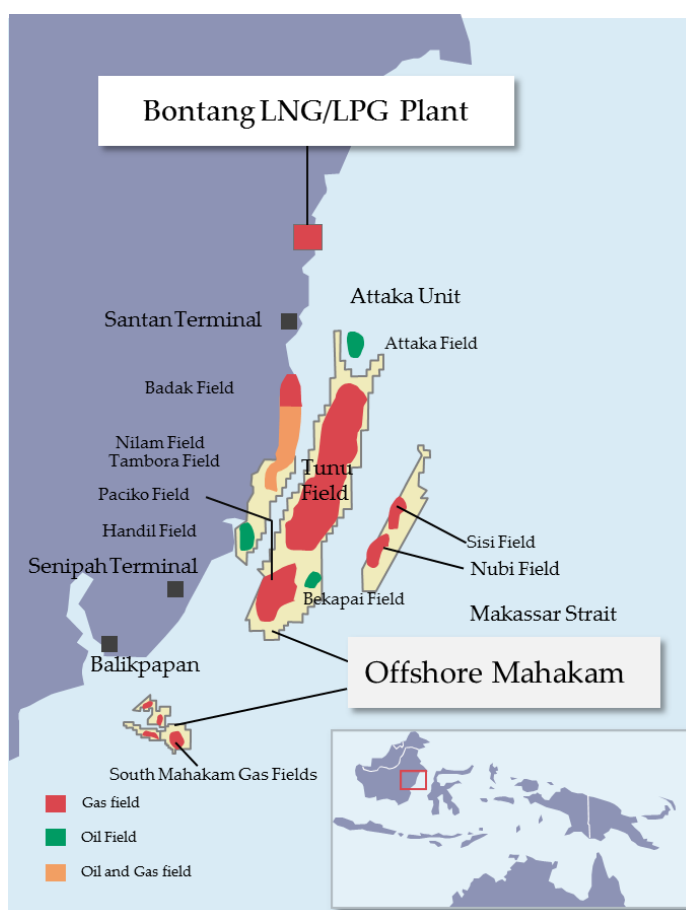 Bontang LNG/LPG Plant
Attaka Unit
Santan Terminal
Attaka Field
Badak Field
Nilam Field
Tambora Field
Tunu
Field
Paciko Field
Handil Field
Sisi Field
Senipah Terminal
Nubi Field
Bekapai Field
Makassar Strait
Balikpapan
Offshore Mahakam
South Mahakam Gas Fields
Gas field
Oil Field
Oil and Gas field